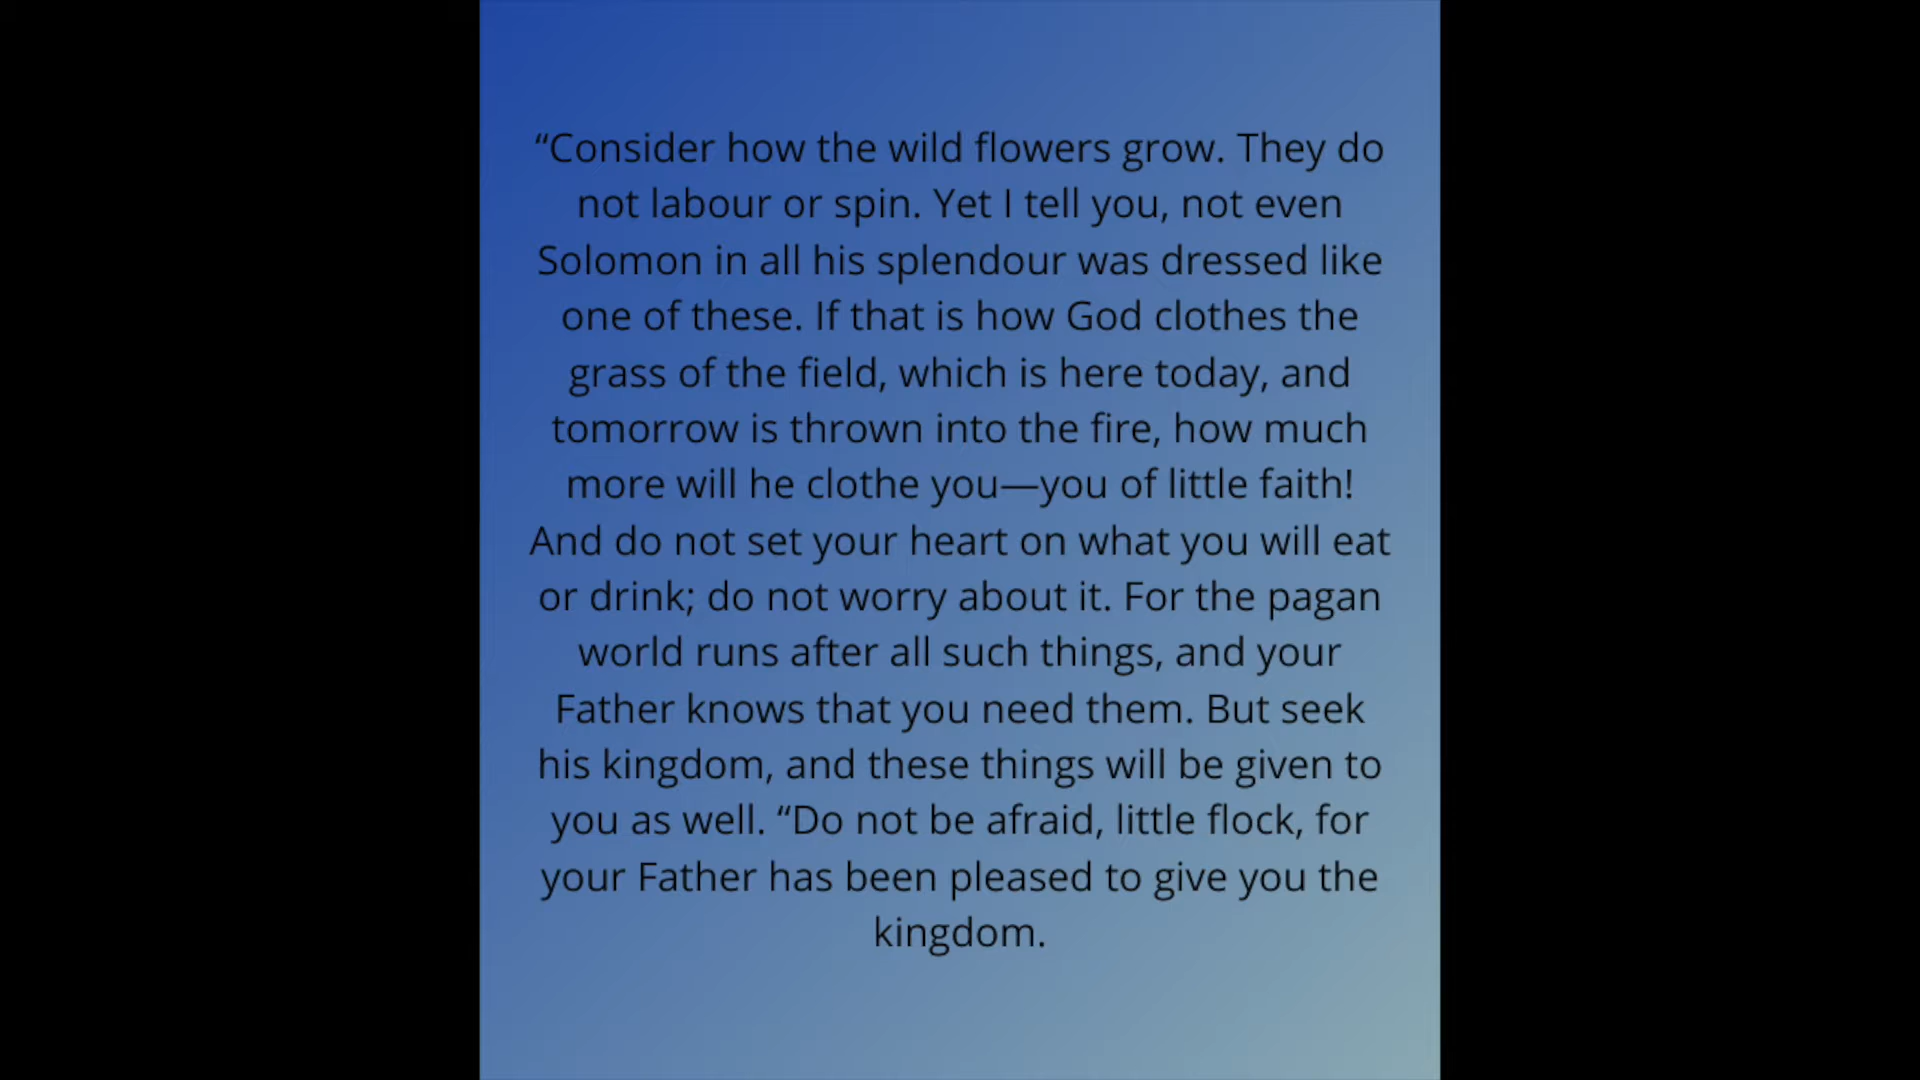 “Consider how the wild flowers grow. They do
not labour or spin. Yet I tell you, not even
Solomon in all his splendour was dressed like
one of these. If that is how God clothes the
grass of the field, which is here today, and
tomorrow is thrown into the fire, how much
more will he clothe you—you of little faith!
And do not set your heart on what you will eat
or drink; do not worry about it. For the pagan
world runs after all such things, and your
Father knows that you need them. But seek
his kingdom, and these things will be given to
you as well. “Do not be afraid, little flock, for
your Father has been pleased to give you the
kingdom.